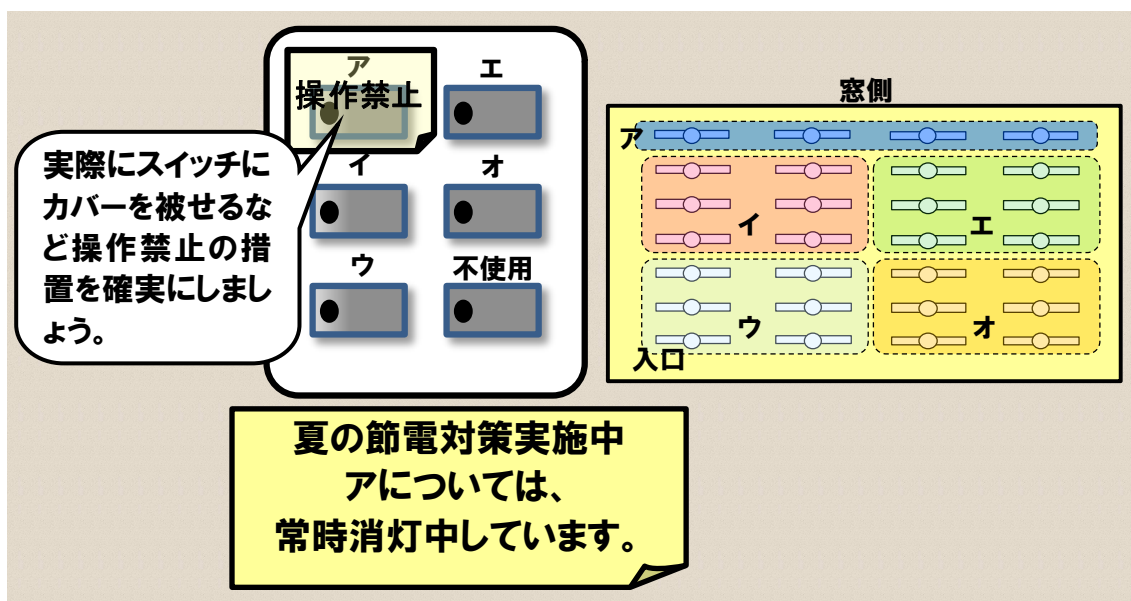 ア
操作禁止
エ
イ
オ
ウ
不使用
実際にスイッチに
カバーを被せるな
ど操作禁止の措
置を確実にしまし
ょう。
窓側
ア
イ
エ
ウ
オ
入口
夏の節電対策実施中
アについては、
常時消灯中しています。